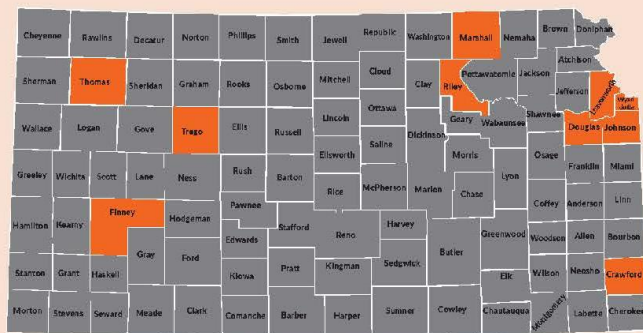 Cheyenne Rawlins Decatur Norton Phillips Smith Jewell Republic Washington Marshall Nemaha Brown Doniphan
Atchison
Sherman Thomas Sheridan Graham Rooks Osborne Mitchell Cloud Clay Riley Pottawatomie Jackson Jefferson Leavenworth
Wallace Logan Gove Trego Ellis Russell Lincoln Ottawa Dickinson Geary Wabaunsee Shawnee Douglas Johnson
Saline
Greeley Wichita Scott Lane Ness Rush Barton Ellsworth Morris Osage Franklin Miami
Rice McPherson Marion Chase Lyon
Hamilton Kearny Finney Hodgeman Pawnee Stafford Reno Harvey Coffey Anderson Linn
Gray Ford Edwards Butler Greenwood Woodson Allen Bourbon
Stanton Grant Haskell Kiowa Pratt Kingman Sedgwick Elk Wilson Neosho Crawford
Morton Stevens Seward Meade Clark Comanche Barber Harper Sumner Cowley Chautauqua Montgomery Labette Cherokee